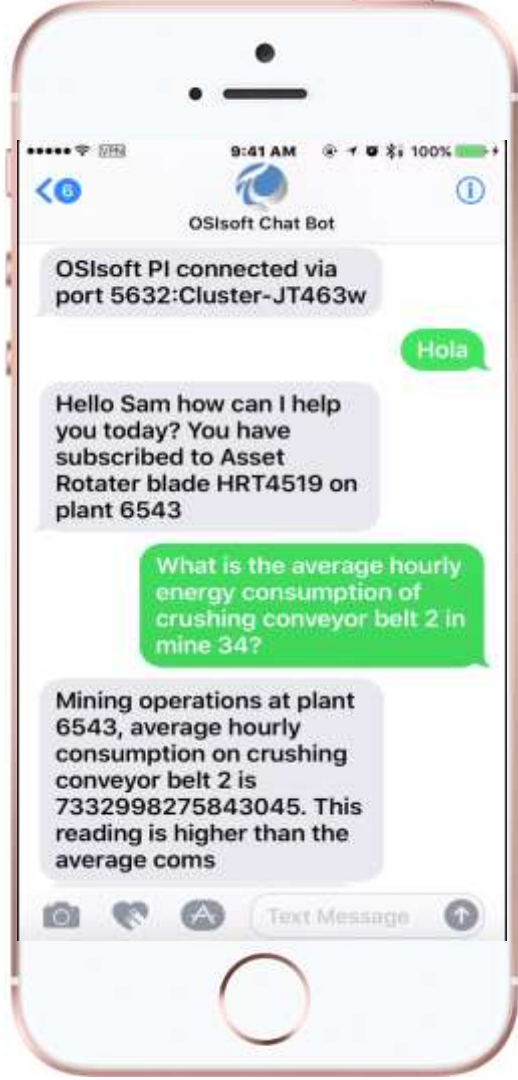 VPN
9:41 AM
100%
6
OSIsoft Chat Bot
OSIsoft PI connected via
port 5632:Cluster-JT463w
Hola
Hello Sam how can I help
you today? You have
subscribed to Asset
Rotater blade HRT4519 on
plant 6543
What is the average hourly
energy consumption of
crushing conveyor belt 2 in
mine 34?
Mining operations at plant
6543, average hourly
consumption on crushing
conveyor belt 2 is
7332998275843045. This
reading is higher than the
average coms
Text Message